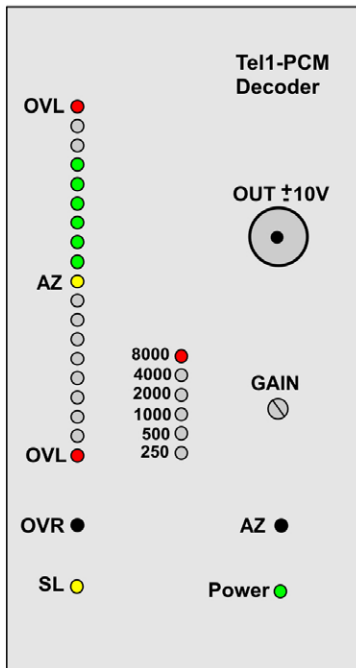 Tel1-PCM
Decoder
OVL
OUT ±10V
AZ
8000
4000
2000
1000
500
250
GAIN
OVL
OVR
AZ
SL
Power